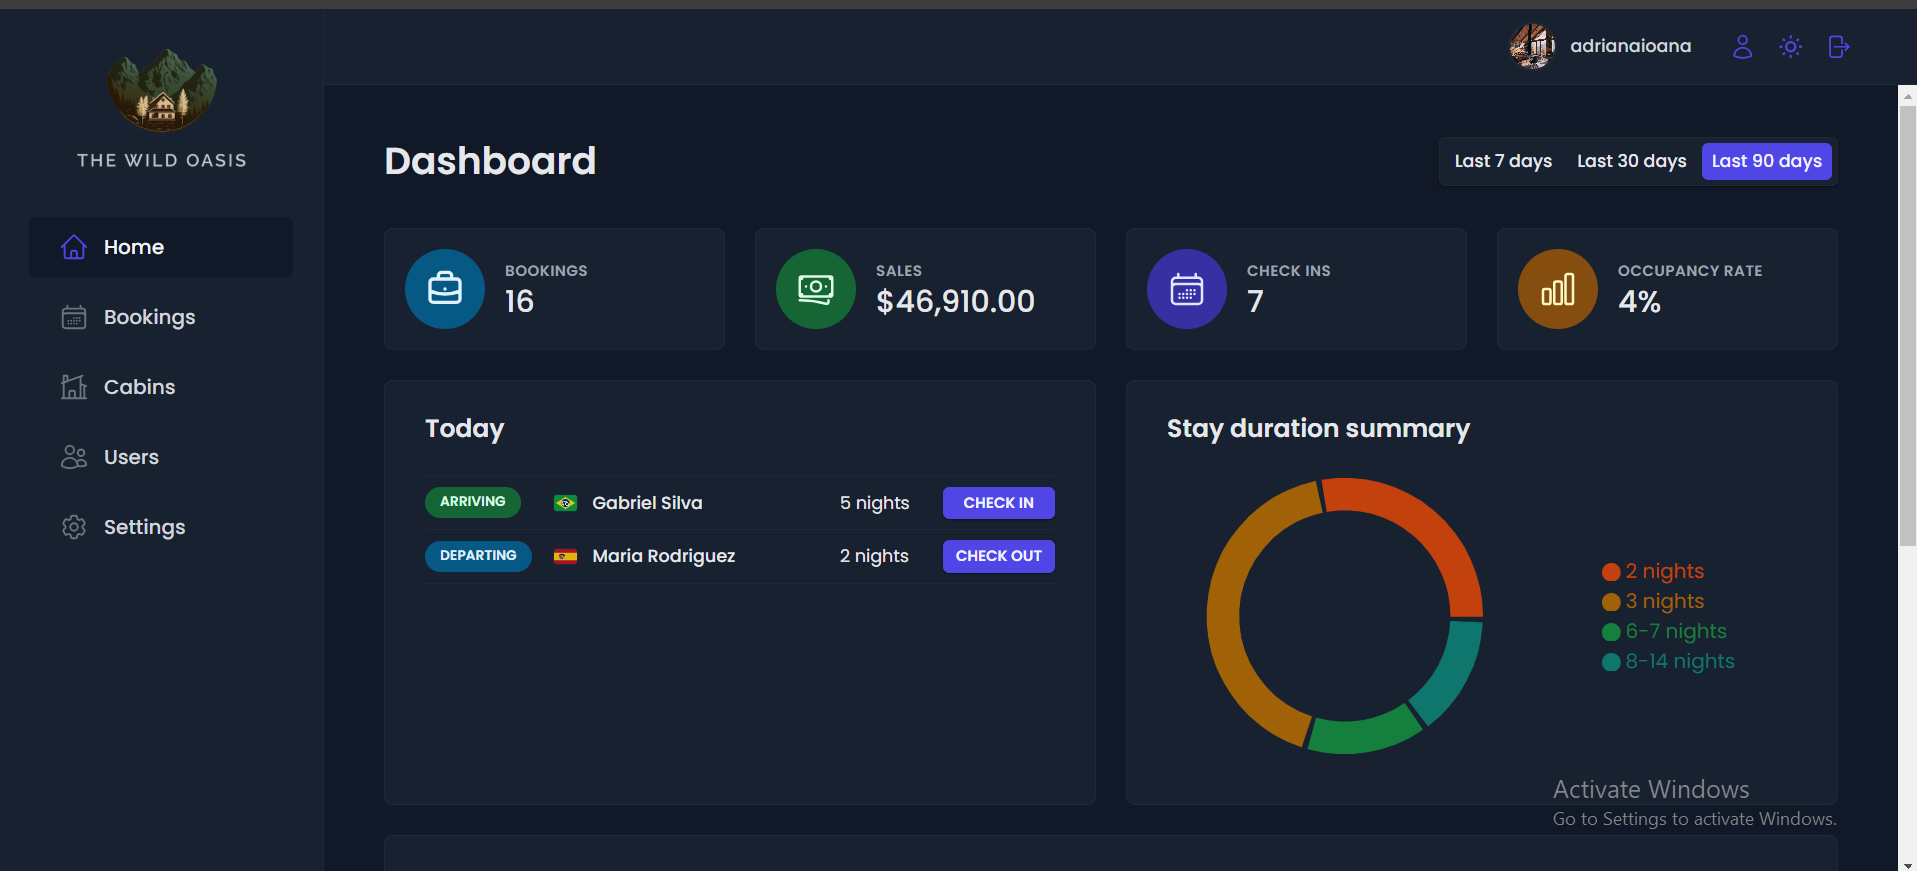 adrianaioana
THE WILD OASIS
Home
Bookings
Cabins
Users
Settings
Dashboard
Last 7 days Last 30 days Last 90 days
BOOKINGS
16
SALES
$46,910.00
CHECK INS
7
OCCUPANCY RATE
4%
Today
ARRIVING Gabriel Silva 5 nights CHECK IN
DEPARTING Maria Rodriguez 2 nights CHECK OUT
Stay duration summary
2 nights
3 nights
6-7 nights
8-14 nights
Activate Windows
Go to Settings to activate Windows.